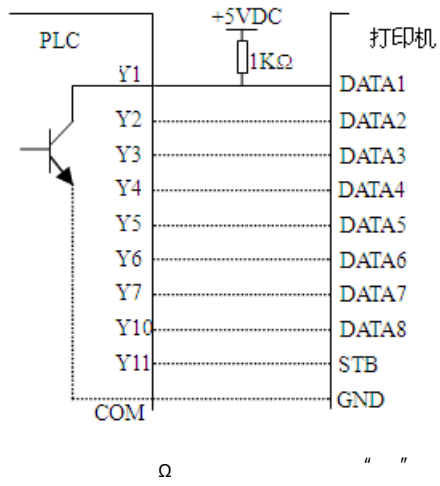 +5VDC
PLC 打印机
1KΩ
Y1 DATA1
Y2 DATA2
Y3 DATA3
Y4 DATA4
Y5 DATA5
Y6 DATA6
Y7 DATA7
Y10 DATA8
Y11 STB
COM GND
Ω “ ”